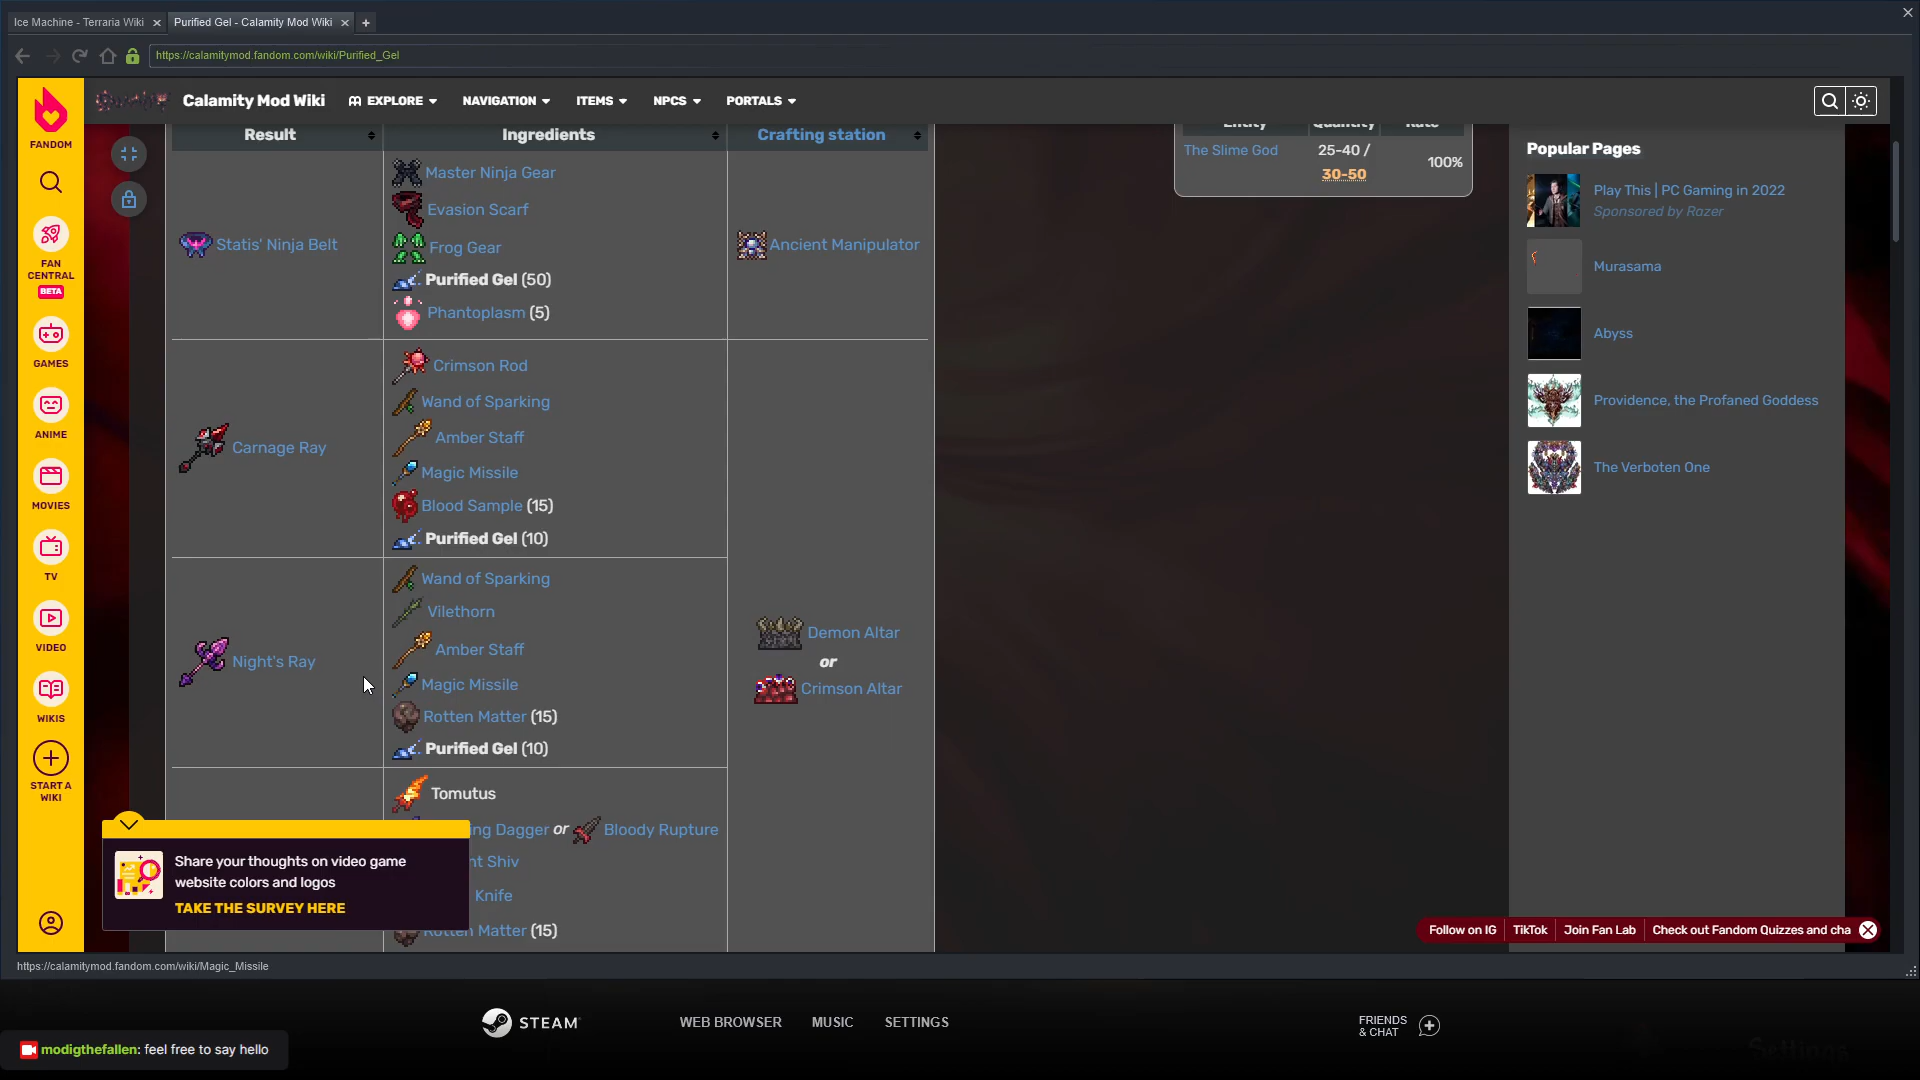 Ice Machine - Terraria Wiki
Purified Gel - Calamity Mod Wiki
https://calamitymod.fandom.com/wiki/Purified_Gel
FANDOM
FAN CENTRAL
BETA
GAMES
ANIME
MOVIES
TV
VIDEO
WIKIS
START A WIKI
Calamity Mod Wiki
EXPLORE
NAVIGATION
ITEMS
NPCS
PORTALS
Result
Ingredients
Crafting station
Statis' Ninja Belt
Master Ninja Gear
Evasion Scarf
Frog Gear
Purified Gel (50)
Phantoplasm (5)
Ancient Manipulator
Carnage Ray
Crimson Rod
Wand of Sparking
Amber Staff
Magic Missile
Blood Sample (15)
Purified Gel (10)
Night's Ray
Wand of Sparking
Vilethorn
Amber Staff
Magic Missile
Rotten Matter (15)
Purified Gel (10)
Demon Altar
or
Crimson Altar
Tomutus
ng Dagger or Bloody Rupture
nt Shiv
Knife
Rotten Matter (15)
Entity Quantity Rate
The Slime God
25-40 /
30-50
100%
Popular Pages
Play This | PC Gaming in 2022
Sponsored by Razer
Murasama
Abyss
Providence, the Profaned Goddess
The Verboten One
Share your thoughts on video game
website colors and logos
TAKE THE SURVEY HERE
Follow on IG
TikTok
Join Fan Lab
Check out Fandom Quizzes and cha
https://calamitymod.fandom.com/wiki/Magic_Missile
STEAM
WEB BROWSER
MUSIC
SETTINGS
FRIENDS
& CHAT
modigthefallen: feel free to say hello
Settings